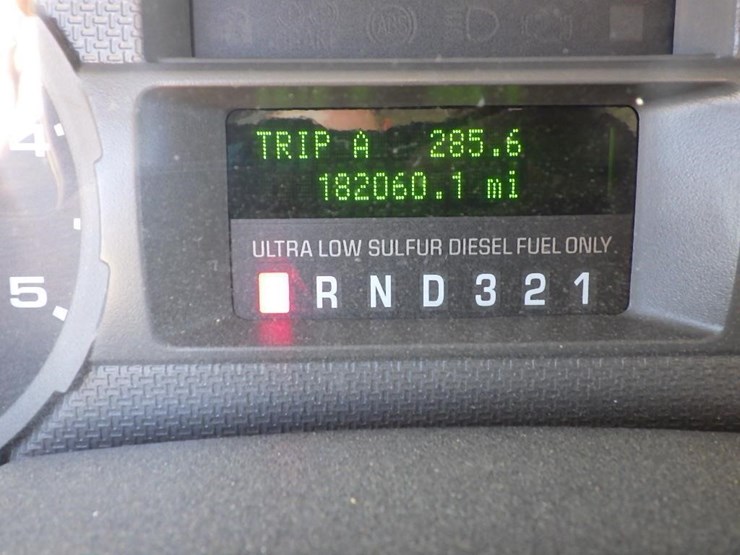 TRIP A 285.6
182060.1 mi
ULTRA LOW SULFUR DIESEL FUEL ONLY
R N D 3 2 1
4
5